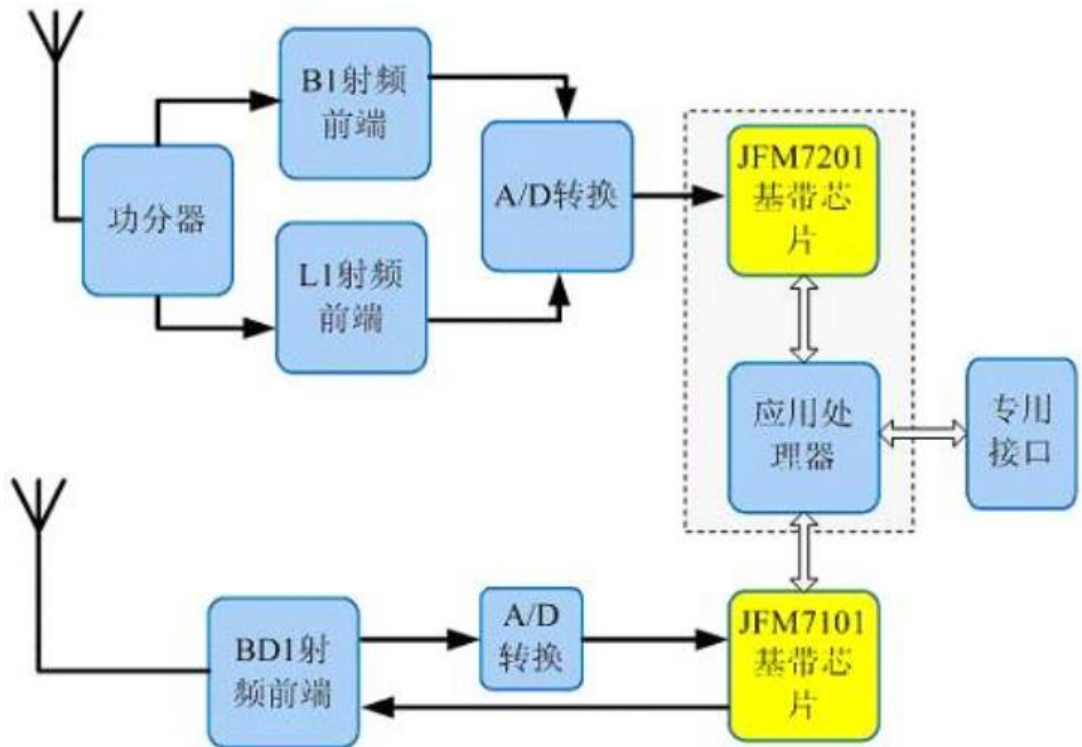 B1射频
前端
功分器
L1射频
前端
A/D转换
JFM7201
基带芯
片
应用处
理器
专用
接口
BD1射
频前端
A/D
转换
JFM7101
基带芯
片